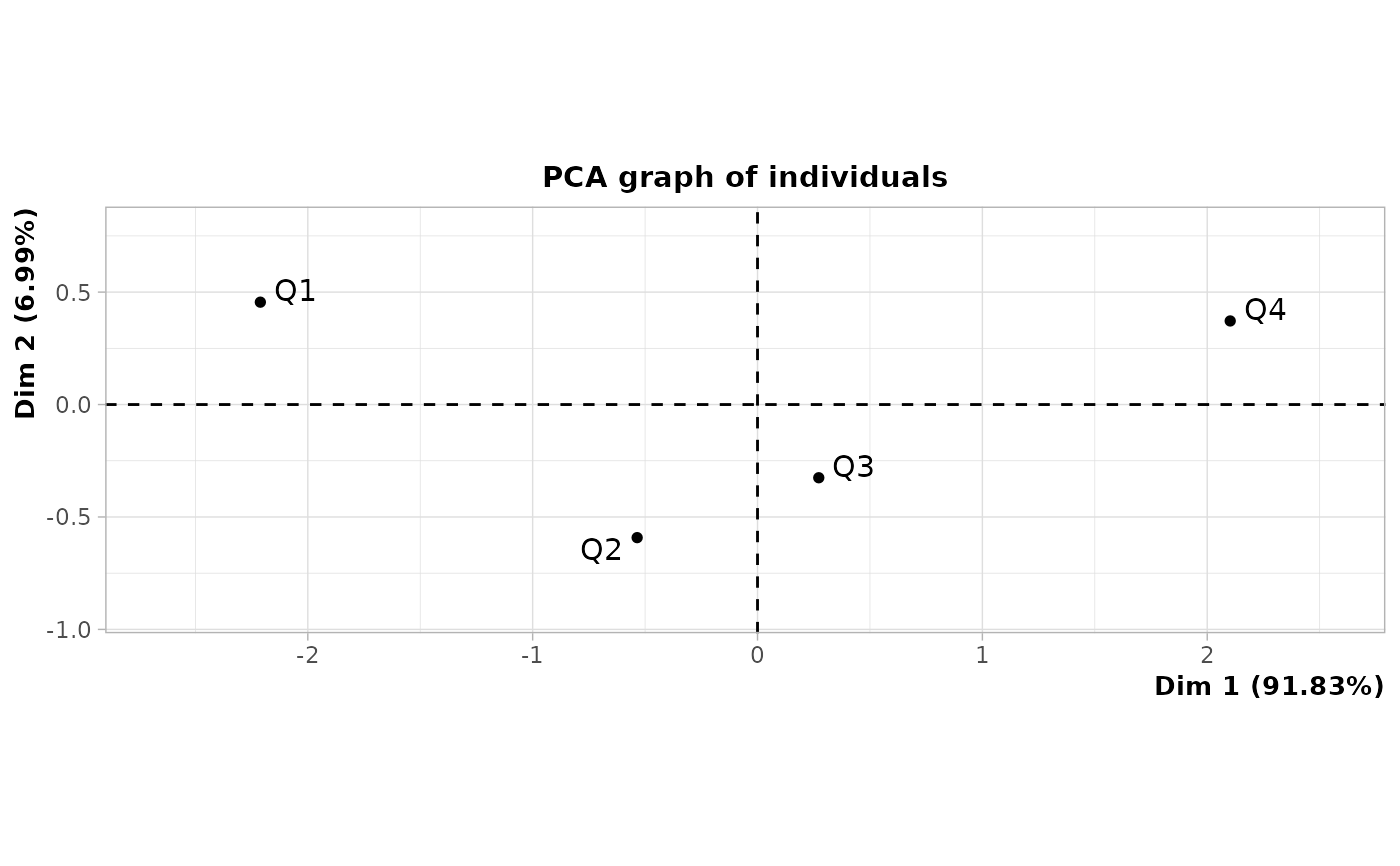 PCA graph of individuals
Dim 2 (6.99%)
0.5
0.0
-0.5
-1.0
Q1
Q4
Q3
Q2
-2
-1
0
1
2
Dim 1 (91.83%)